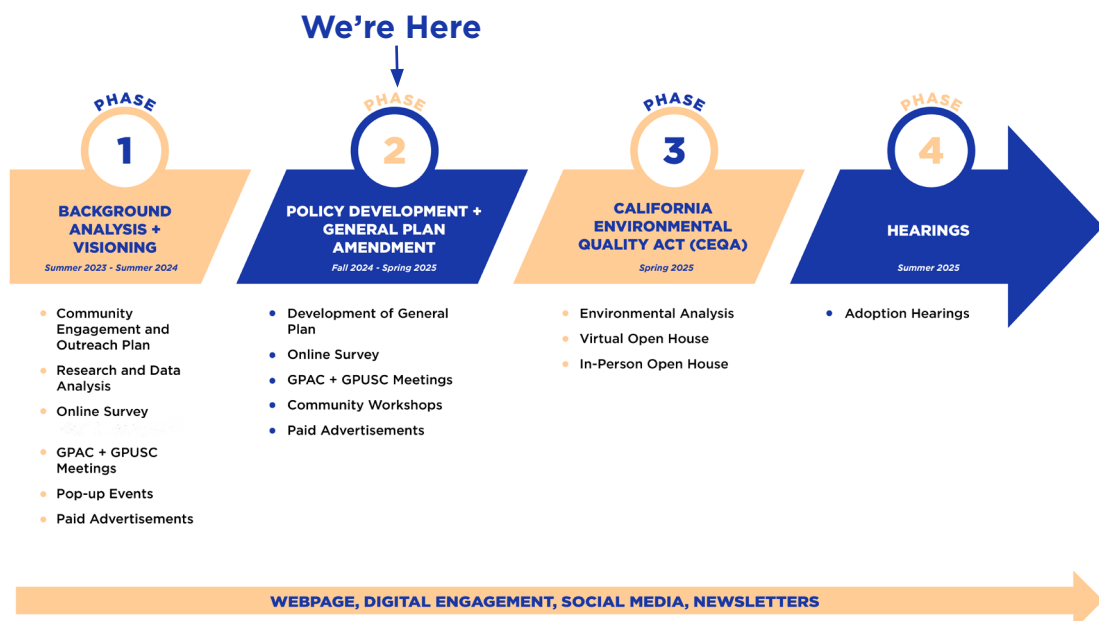 We're Here
PHASE
1
BACKGROUND
ANALYSIS +
VISIONING
Summer 2023 - Summer 2024
Community
Engagement and
Outreach Plan
Research and Data
Analysis
Online Survey
GPAC + GPUSC
Meetings
Pop-up Events
Paid Advertisements
PHASE
2
POLICY DEVELOPMENT +
GENERAL PLAN
AMENDMENT
Fall 2024 - Spring 2025
Development of General
Plan
Online Survey
GPAC + GPUSC Meetings
Community Workshops
Paid Advertisements
PHASE
3
CALIFORNIA
ENVIRONMENTAL
QUALITY ACT (CEQA)
Spring 2025
Environmental Analysis
Virtual Open House
In-Person Open House
PHASE
4
HEARINGS
Summer 2025
Adoption Hearings
WEBPAGE, DIGITAL ENGAGEMENT, SOCIAL MEDIA, NEWSLETTERS